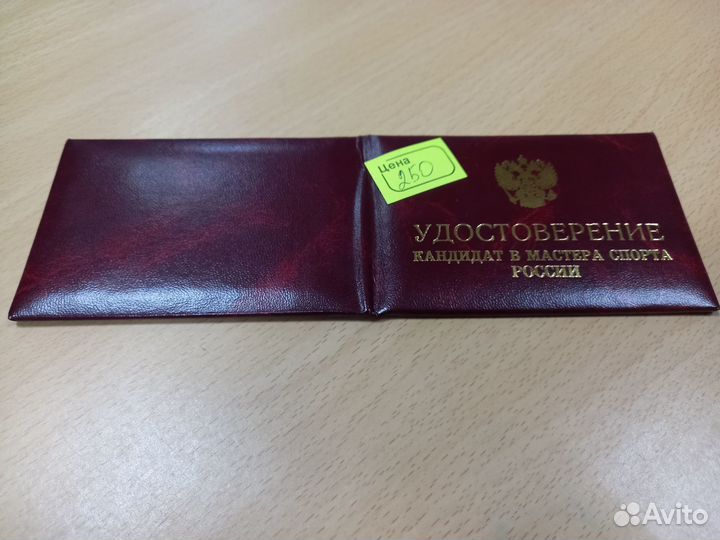 Цена
250
УДОСТОВЕРЕНИЕ
КАНДИДАТ В МАСТЕРА СПОРТА
РОССИИ
Avito